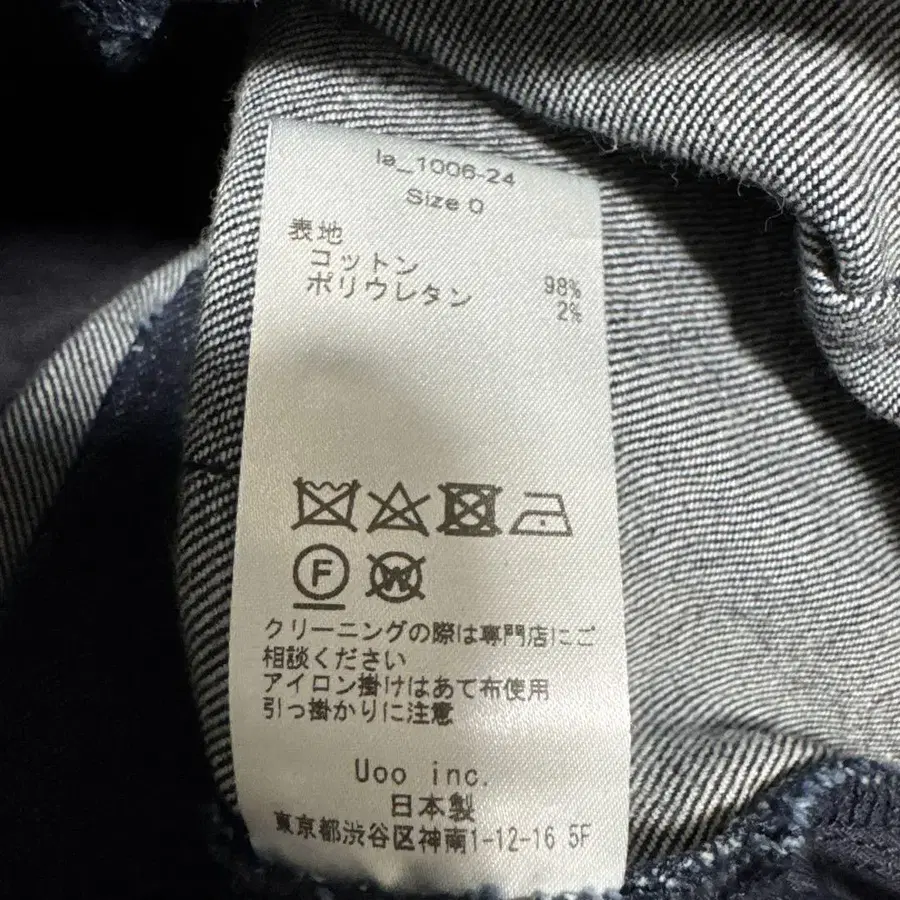 la_1006-24
Size 0
表地
コットン 98%
ポリウレタン 2%
F W
クリーニングの際は専門店にご
相談ください
アイロン掛けはあて布使用
引っ掛かりに注意
Uoo inc.
日本製
東京都渋谷区神南1-12-16 5F